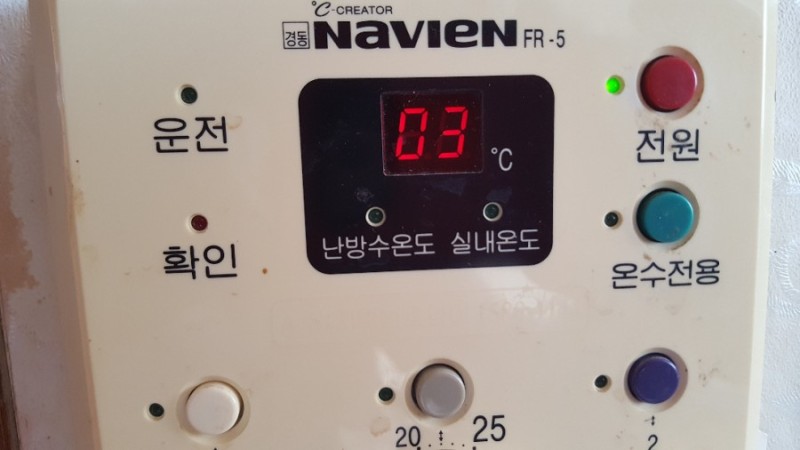 ℃-CREATOR
경동 NAVIEN FR-5
운전
03 ℃
전원
확인
난방수온도 실내온도
온수전용
20 25
2